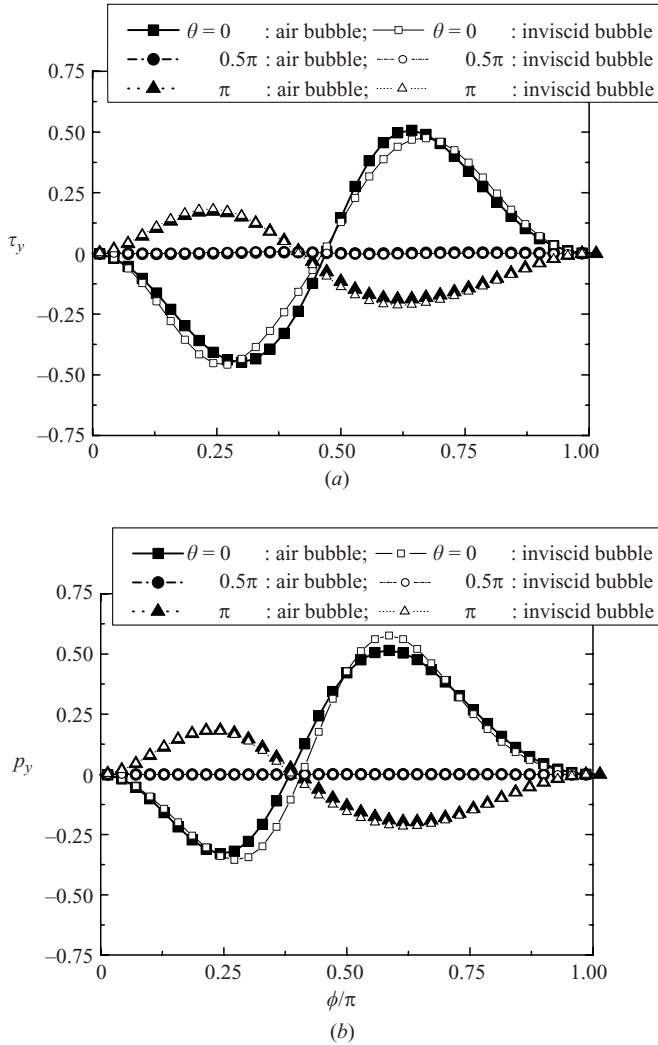 θ = 0 : air bubble; θ = 0 : inviscid bubble
0.5π : air bubble; 0.5π : inviscid bubble
π : air bubble; π : inviscid bubble
0.75
0.50
0.25
τy
0
–0.25
–0.50
–0.75
0 0.25 0.50 0.75 1.00
(a)
θ = 0 : air bubble; θ = 0 : inviscid bubble
0.5π : air bubble; 0.5π : inviscid bubble
π : air bubble; π : inviscid bubble
0.75
0.50
0.25
py
0
–0.25
–0.50
–0.75
0 0.25 0.50 0.75 1.00
ϕ/π
(b)